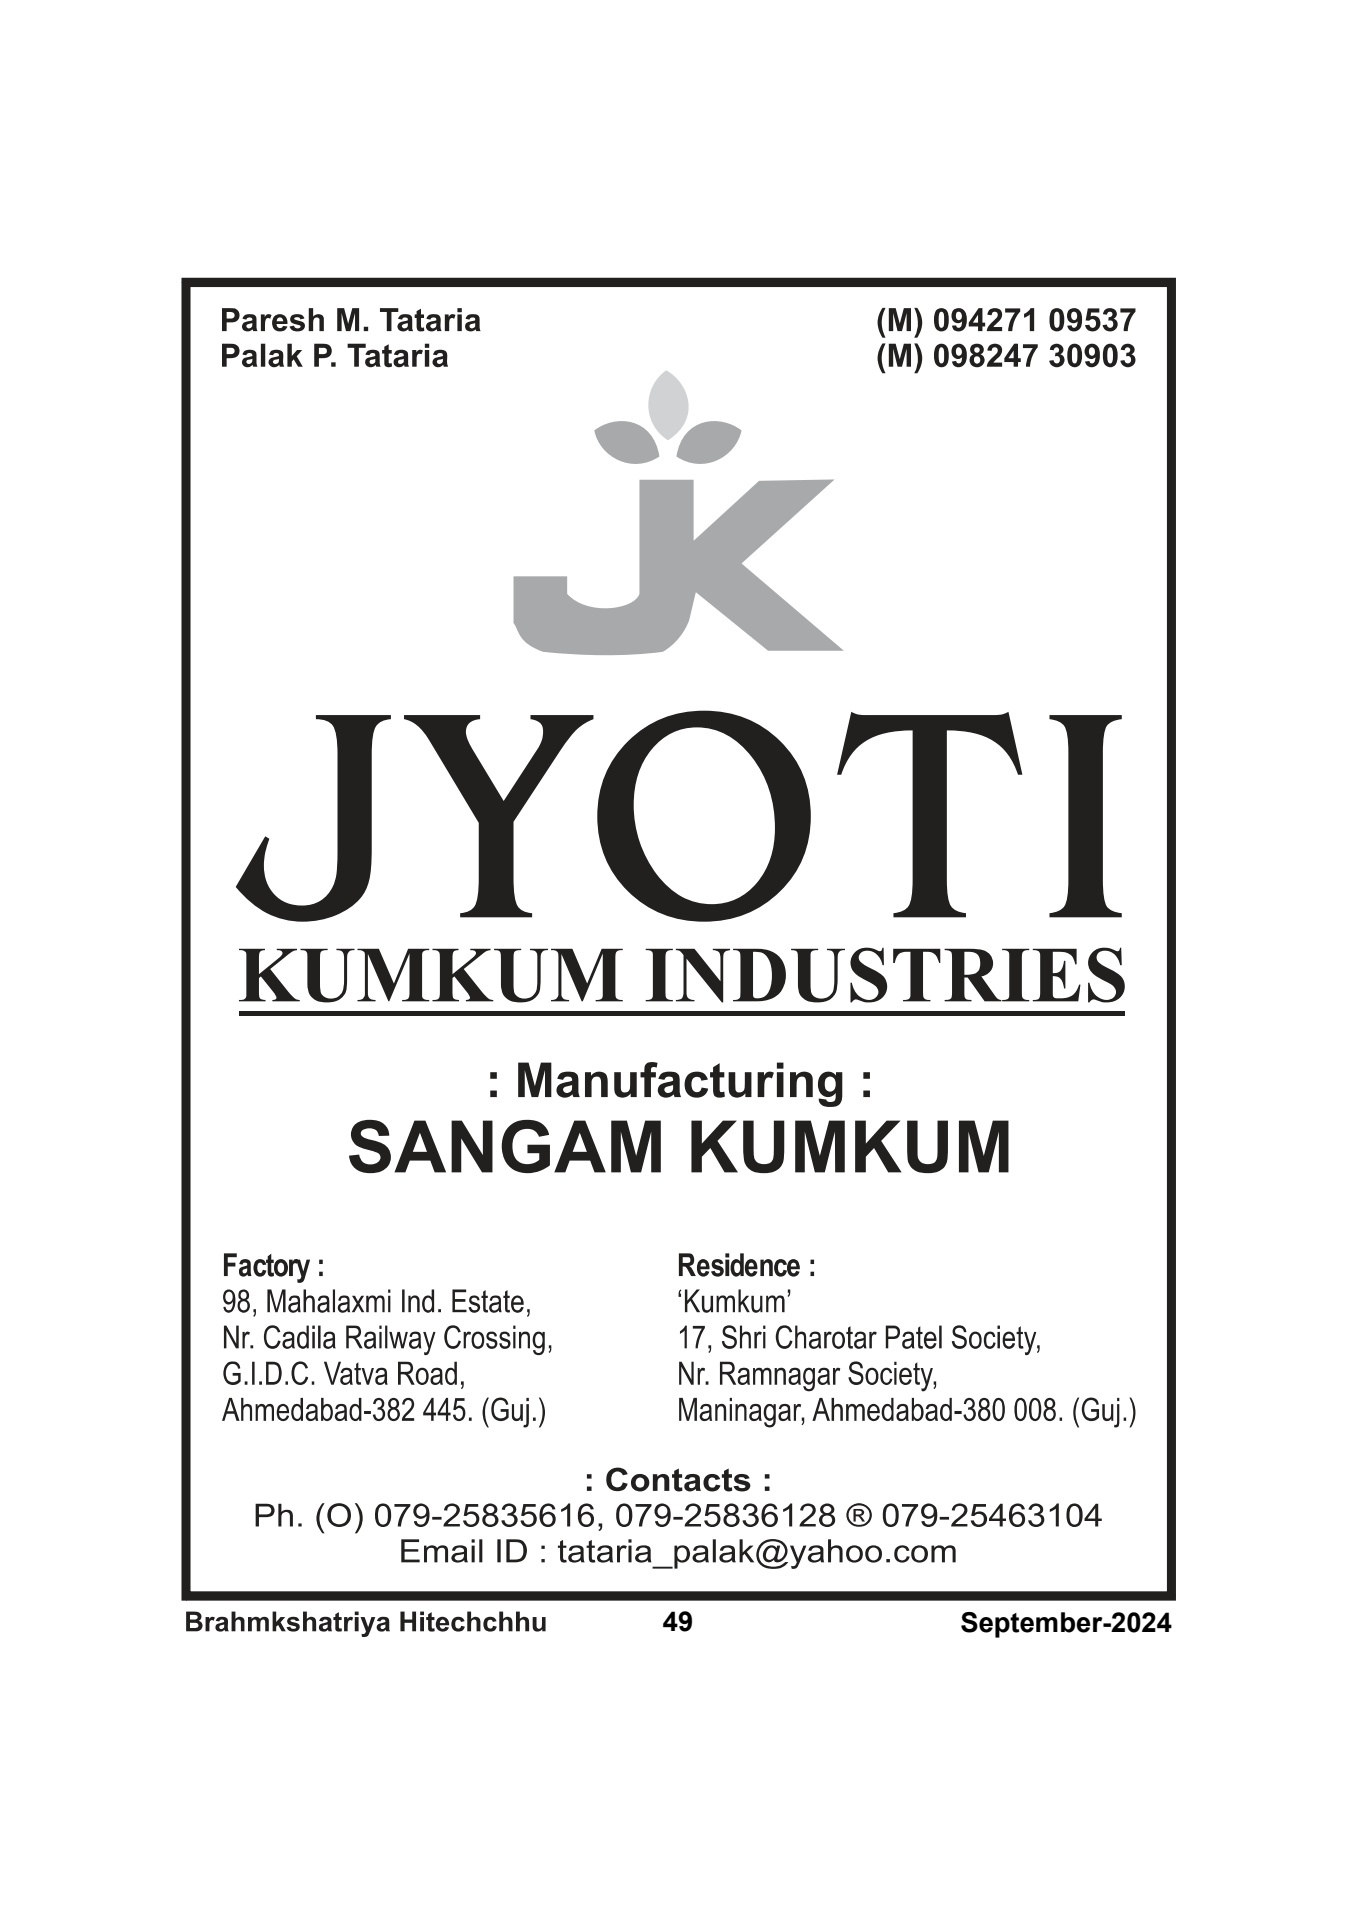 Paresh M. Tataria (M) 094271 09537
Palak P. Tataria (M) 098247 30903
JK
JYOTI
KUMKUM INDUSTRIES
: Manufacturing :
SANGAM KUMKUM
Factory :
98, Mahalaxmi Ind. Estate,
Nr. Cadila Railway Crossing,
G.I.D.C. Vatva Road,
Ahmedabad-382 445. (Guj.)
Residence :
‘Kumkum’
17, Shri Charotar Patel Society,
Nr. Ramnagar Society,
Maninagar, Ahmedabad-380 008. (Guj.)
: Contacts :
Ph. (O) 079-25835616, 079-25836128 ® 079-25463104
Email ID : tataria_palak@yahoo.com
Brahmkshatriya Hitechchhu 49 September-2024